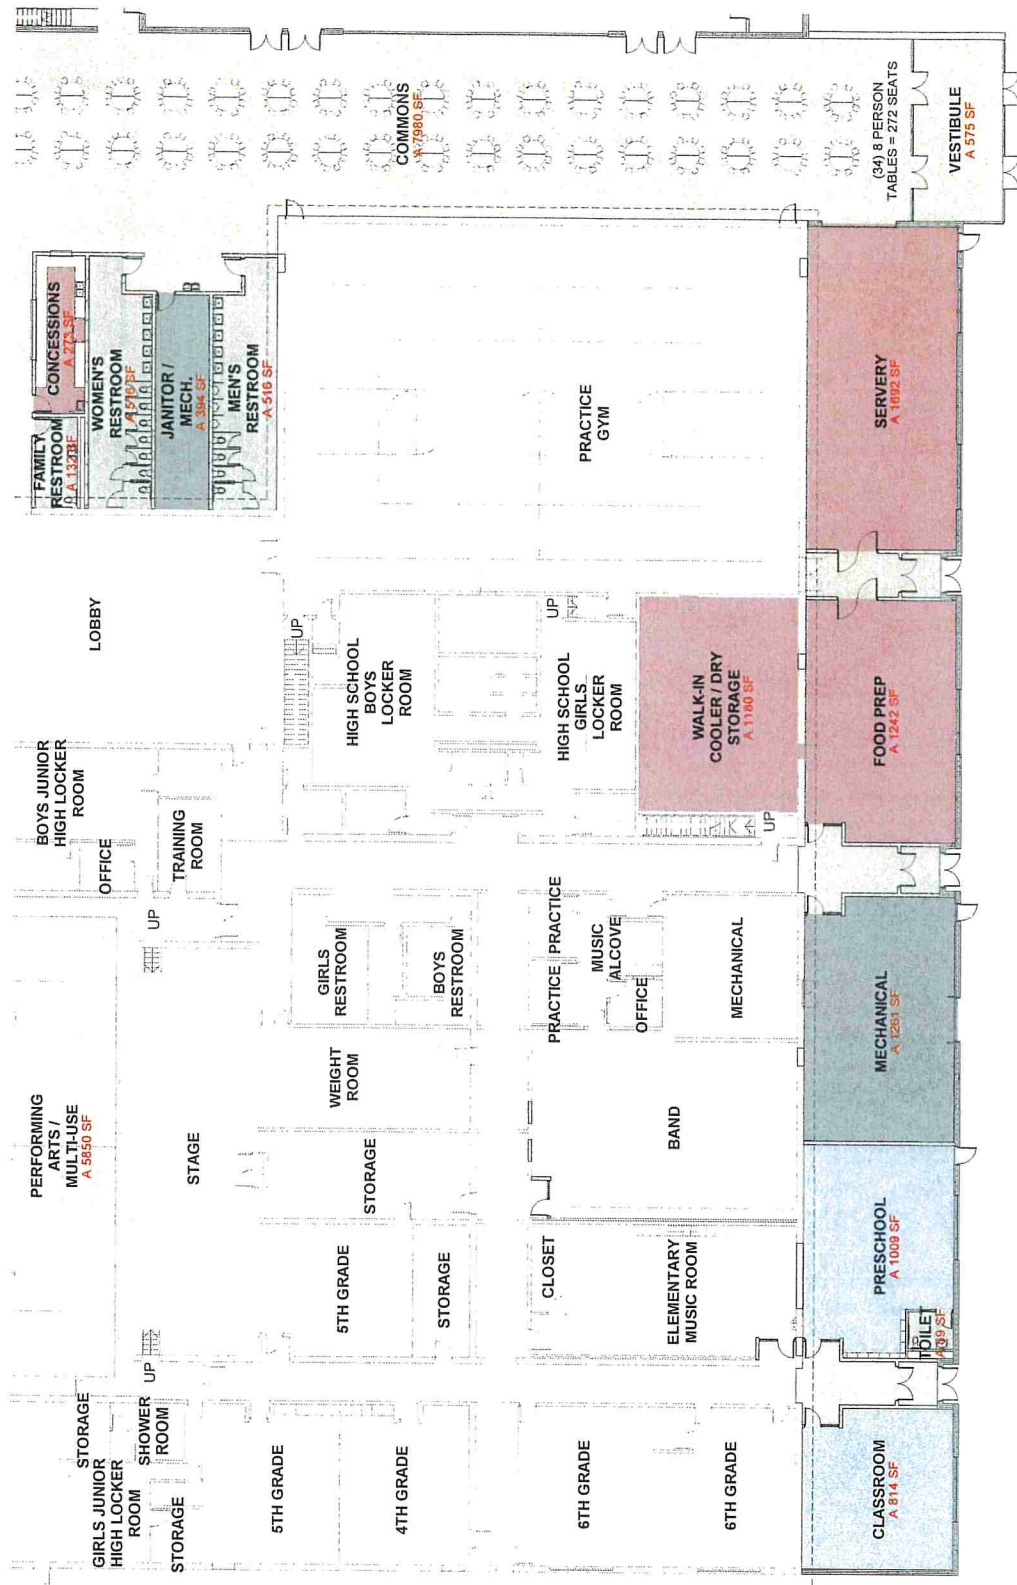 PERFORMING
ARTS /
MULTI-USE
A 5850 SF
BOYS JUNIOR
HIGH LOCKER
ROOM
OFFICE
TRAINING
ROOM
LOBBY
FAMILY
RESTROOM
CONCESSIONS
A 273 SF
WOMEN'S
RESTROOM
A 516 SF
JANITOR /
MECH.
A 394 SF
MEN'S
RESTROOM
A 516 SF
COMMONS
A 7980 SF
(34) 8 PERSON
TABLES = 272 SEATS
VESTIBULE
A 575 SF
STORAGE
GIRLS JUNIOR
HIGH LOCKER
ROOM
SHOWER
ROOM
STORAGE
UP
STAGE
UP
5TH GRADE
4TH GRADE
5TH GRADE
STORAGE
STORAGE
WEIGHT
ROOM
GIRLS
RESTROOM
BOYS
RESTROOM
UP
HIGH SCHOOL
BOYS
LOCKER
ROOM
PRACTICE
GYM
6TH GRADE
6TH GRADE
CLOSET
ELEMENTARY
MUSIC ROOM
BAND
PRACTICE
PRACTICE
MUSIC
ALCOVE
OFFICE
MECHANICAL
UP
HIGH SCHOOL
GIRLS
LOCKER
ROOM
WALK-IN
COOLER / DRY
STORAGE
A 1180 SF
UP
CLASSROOM
A 814 SF
PRESCHOOL
A 1009 SF
TOILET
MECHANICAL
A 1261 SF
FOOD PREP
A 1242 SF
SERVERY
A 1692 SF